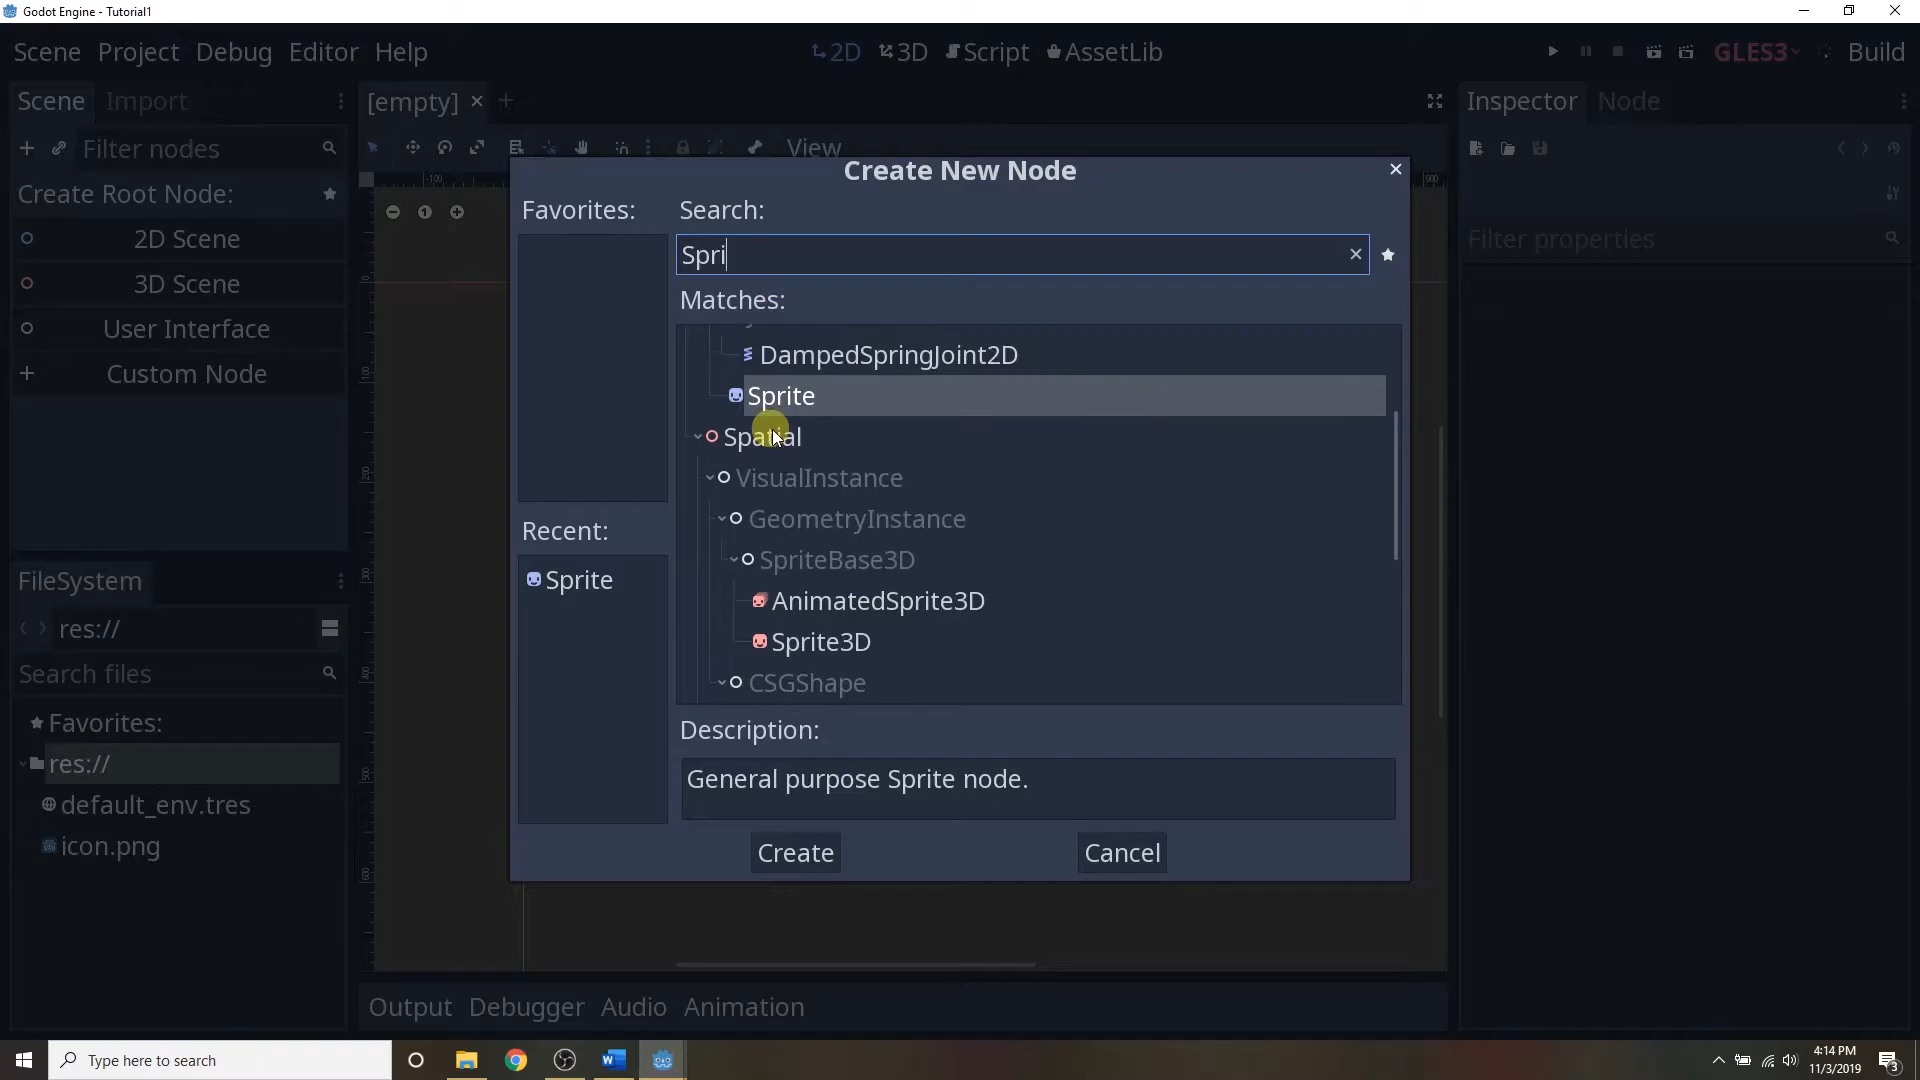 Godot Engine - Tutorial1
Scene Project Debug Editor Help
2D 3D Script AssetLib
GLES3 Build
Scene Import
[empty]
Inspector Node
Filter nodes
View
Create Root Node:
2D Scene
3D Scene
User Interface
Custom Node
Filter properties
Create New Node
Favorites:
Search:
Spri
Matches:
DampedSpringJoint2D
Sprite
Spatial
VisualInstance
GeometryInstance
SpriteBase3D
AnimatedSprite3D
Sprite3D
CSGShape
Recent:
Sprite
Description:
General purpose Sprite node.
Create
Cancel
FileSystem
res://
Search files
Favorites:
res://
default_env.tres
icon.png
Output Debugger Audio Animation
Type here to search
4:14 PM
11/3/2019
3